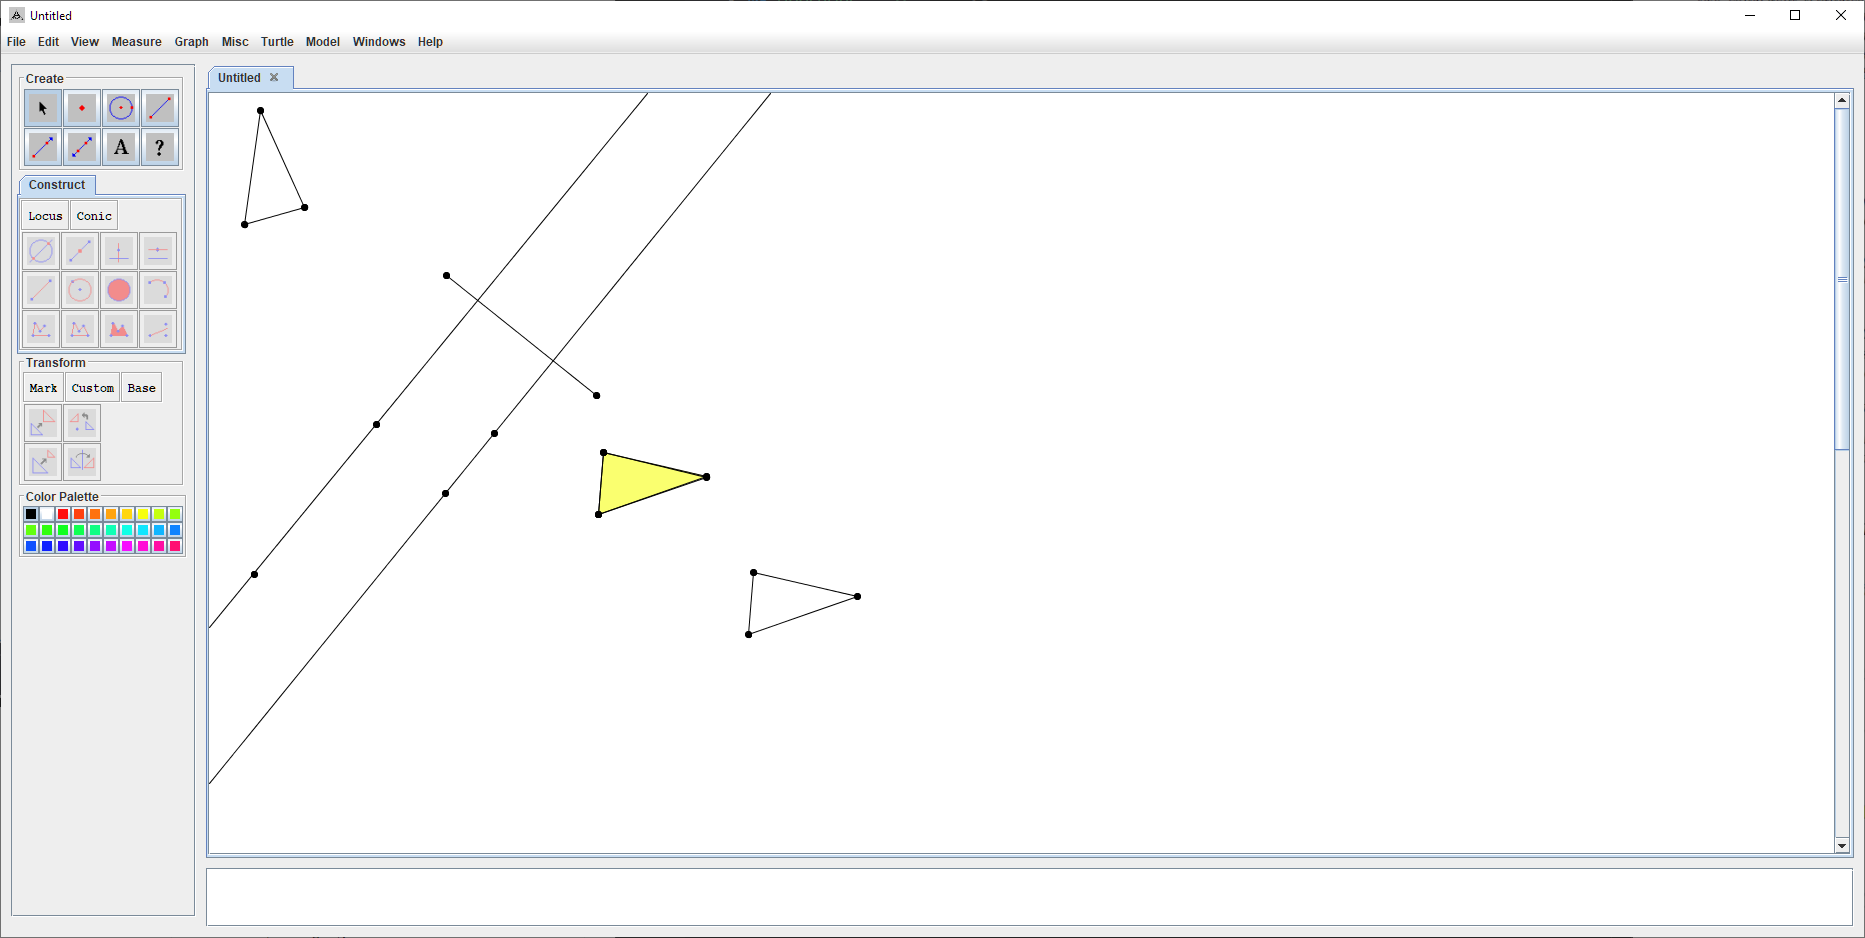 Untitled
File Edit View Measure Graph Misc Turtle Model Windows Help
Create
Untitled
A ?
Construct
Locus Conic
Transform
Mark Custom Base
Color Palette